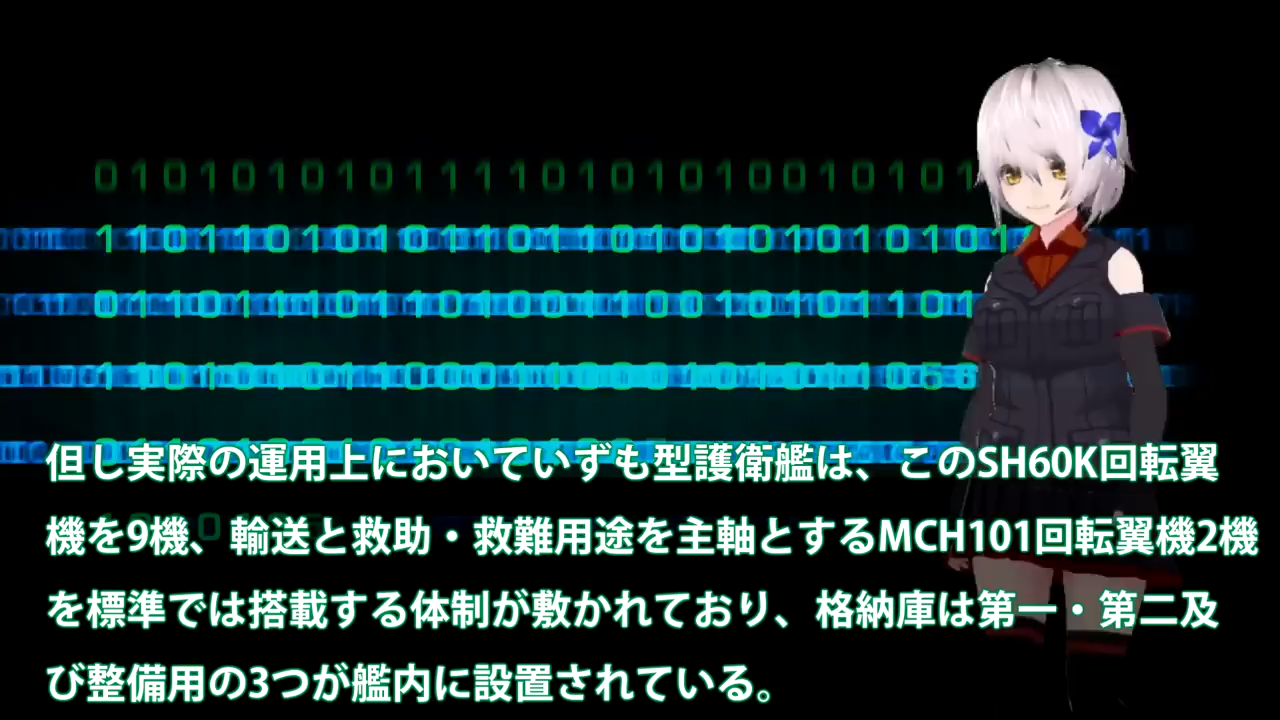 01010101011110101010100101
110110101010110110101010101 01
011011101101001100101011101
但し実際の運用上においていずも型護衛艦は、このSH60K回転翼
機を9機、輸送と救助・救難用途を主軸とするMCH101回転翼機2機
を標準では搭載する体制が敷かれており、格納庫は第一・第二及
び整備用の3つが艦内に設置されている。